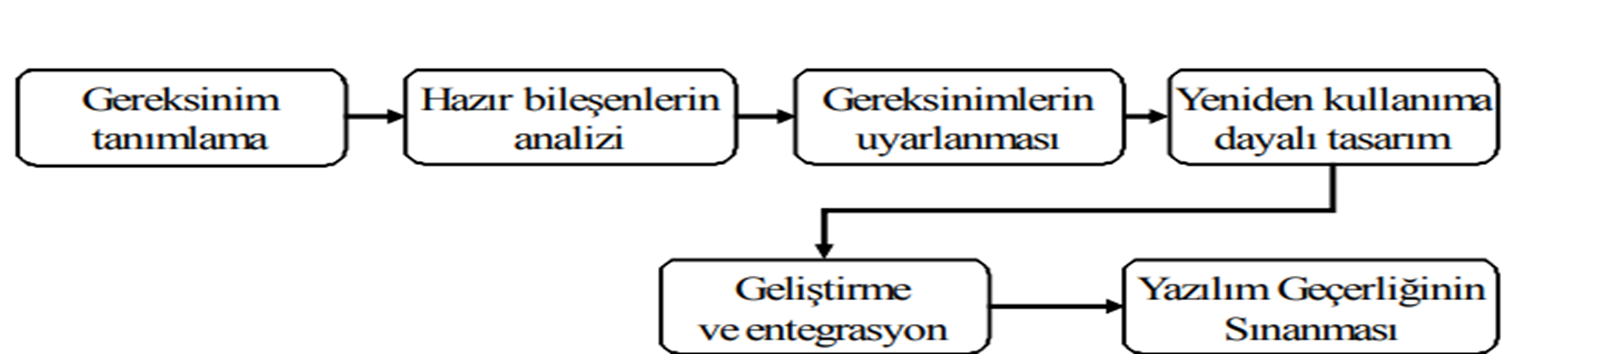 Gereksinim
tanımlama
Hazır bileşenlerin
analizi
Gereksinimlerin
uyarlanması
Yeniden kullanıma
dayalı tasarım
Geliştirme
ve entegrasyon
Yazılım Geçerliğinin
Sınanması